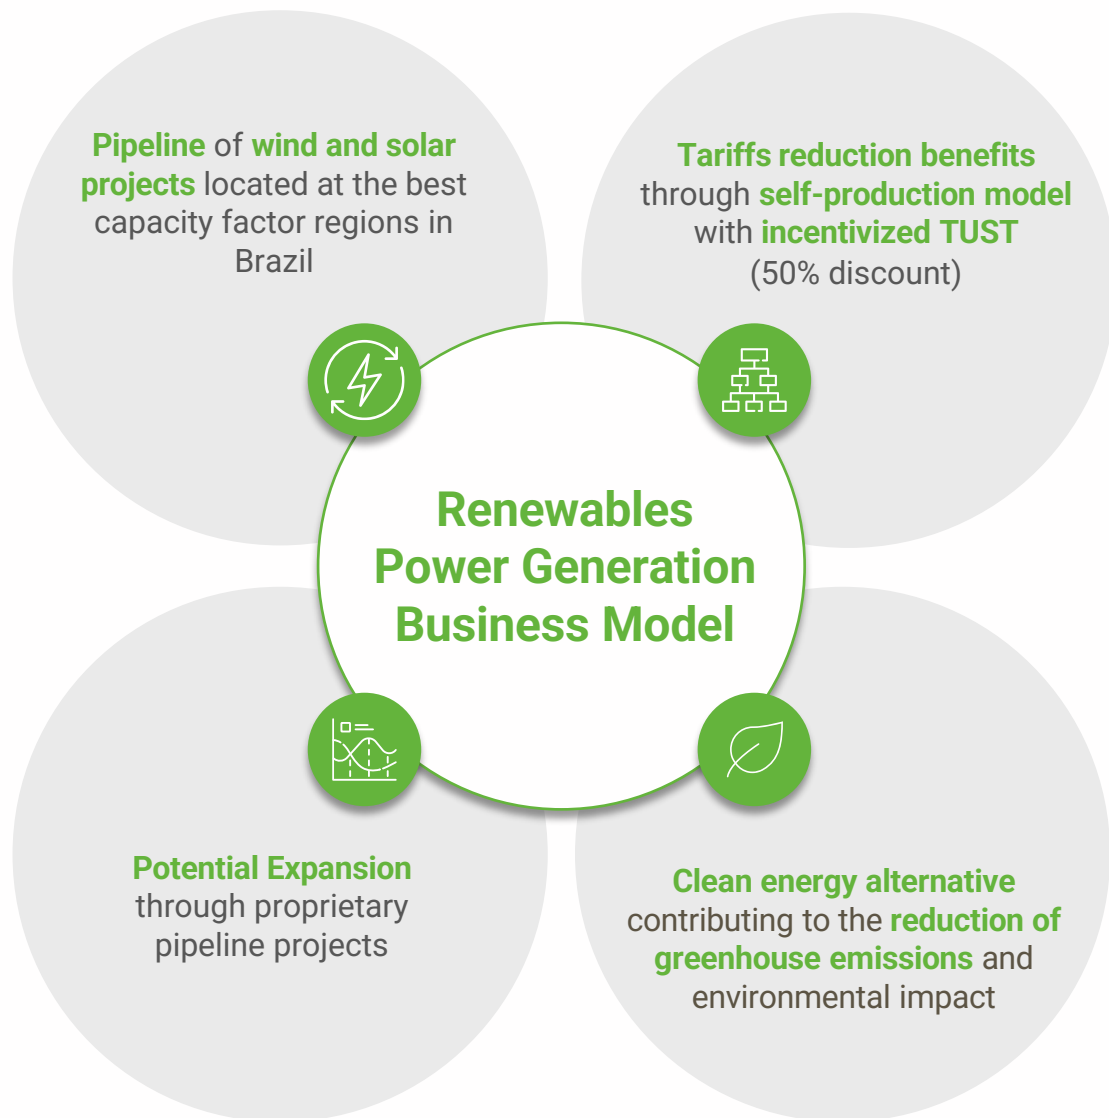 Pipeline of wind and solar
projects located at the best
capacity factor regions in
Brazil
Tariffs reduction benefits
through self-production model
with incentivized TUST
(50% discount)
Renewables
Power Generation
Business Model
Potential Expansion
through proprietary
pipeline projects
Clean energy alternative
contributing to the reduction of
greenhouse emissions and
environmental impact